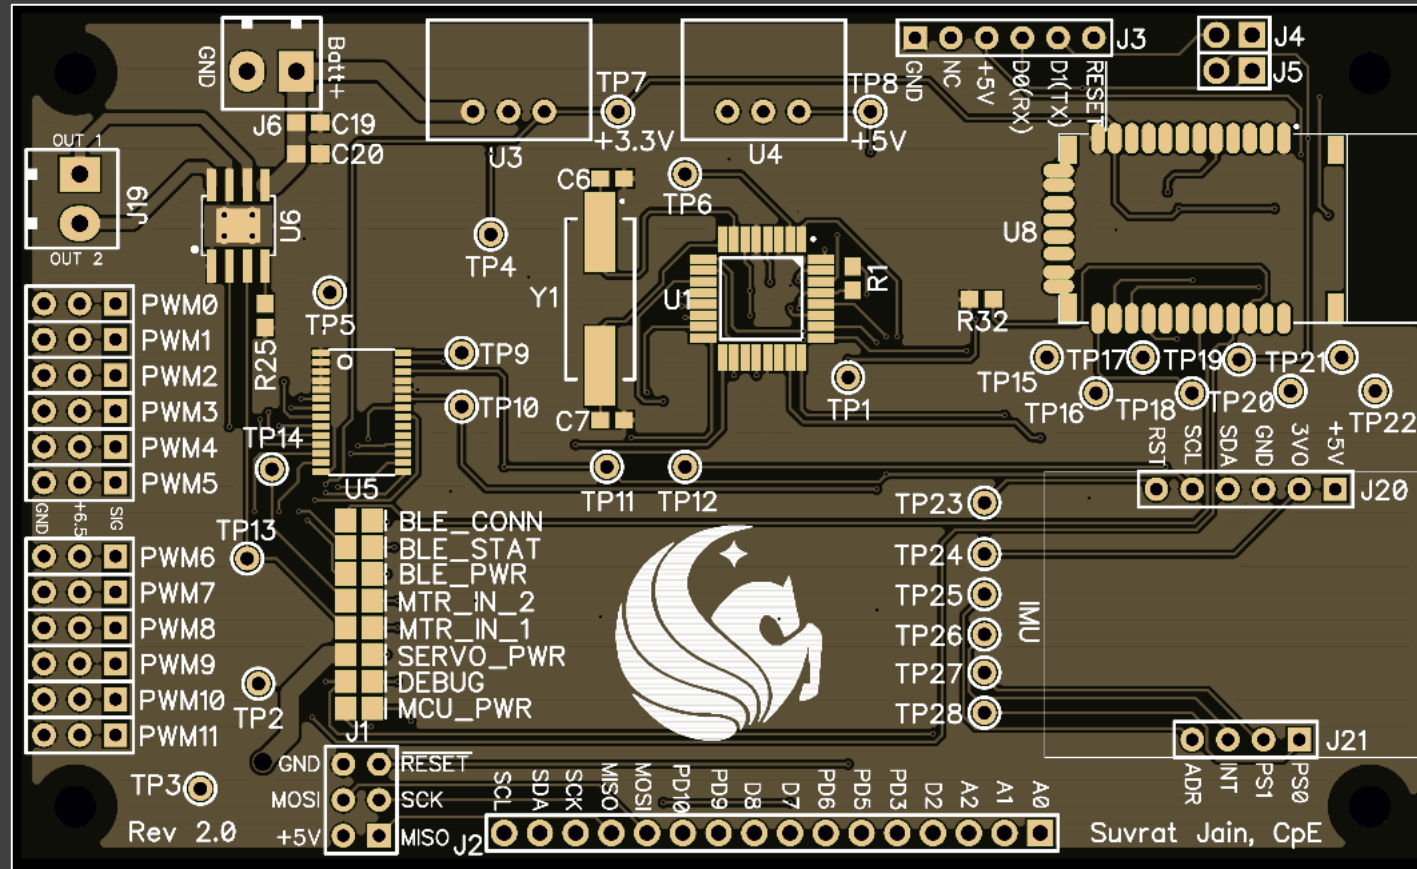 GND
Batt+
J6
C19
C20
OUT 1
J19
OUT 2
U6
U3
TP7
+3.3V
U4
TP8
+5V
J3
GND
NC
+5V
D0(RX)
D1(TX)
RESET
J4
J5
C6
TP6
TP4
U8
Y1
U1
R1
R32
TP5
R25
TP9
TP10
C7
TP1
TP15
TP17
TP19
TP21
TP16
TP18
TP20
TP22
PWM0
PWM1
PWM2
PWM3
PWM4
PWM5
GND
+6.5
SIG
TP14
U5
TP11
TP12
RST
SCL
SDA
GND
3VO
+5V
J20
TP13
PWM6
PWM7
PWM8
PWM9
PWM10
PWM11
BLE_CONN
BLE_STAT
BLE_PWR
MTR_IN_2
MTR_IN_1
SERVO_PWR
DEBUG
MCU_PWR
TP23
TP24
TP25
TP26
TP27
TP28
IMU
TP2
TP3
J1
GND
RESET
MOSI
SCK
+5V
MISO
J2
SCL
SDA
SCK
MISO
MOSI
PD10
PD9
D8
D7
PD6
PD5
PD3
D2
A2
A1
A0
J21
ADR
INT
PS1
PS0
Rev 2.0
Suvrat Jain, CpE